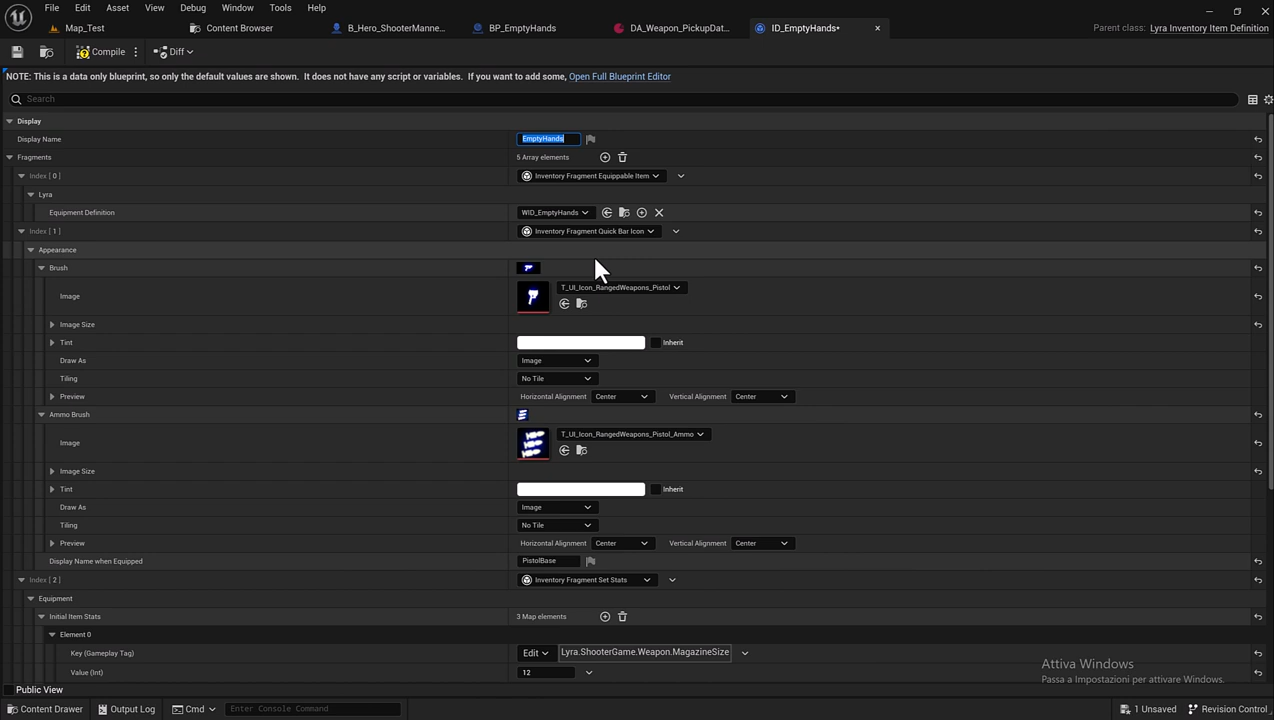 File Edit Asset View Debug Window Tools Help
Map_Test Content Browser B_Hero_ShooterManne... BP_EmptyHands DA_Weapon_PickupDat... ID_EmptyHands* Parent class: Lyra Inventory Item Definition
Compile Diff
NOTE: This is a data only blueprint, so only the default values are shown. It does not have any script or variables. If you want to add some, Open Full Blueprint Editor
Search
Display
Display Name EmptyHands
Fragments 5 Array elements
Index [ 0 ] Inventory Fragment Equippable Item
Lyra
Equipment Definition WID_EmptyHands
Index [ 1 ] Inventory Fragment Quick Bar Icon
Appearance
Brush
Image T_UI_Icon_RangedWeapons_Pistol
Image Size
Tint Inherit
Draw As Image
Tiling No Tile
Preview Horizontal Alignment Center Vertical Alignment Center
Ammo Brush
Image T_UI_Icon_RangedWeapons_Pistol_Ammo
Image Size
Tint Inherit
Draw As Image
Tiling No Tile
Preview Horizontal Alignment Center Vertical Alignment Center
Display Name when Equipped PistolBase
Index [ 2 ] Inventory Fragment Set Stats
Equipment
Initial Item Stats 3 Map elements
Element 0
Key (Gameplay Tag) Edit Lyra.ShooterGame.Weapon.MagazineSize
Value (Int) 12
Attiva Windows
Passa a Impostazioni per attivare Windows.
Public View
Content Drawer Output Log Cmd Enter Console Command 1 Unsaved Revision Control